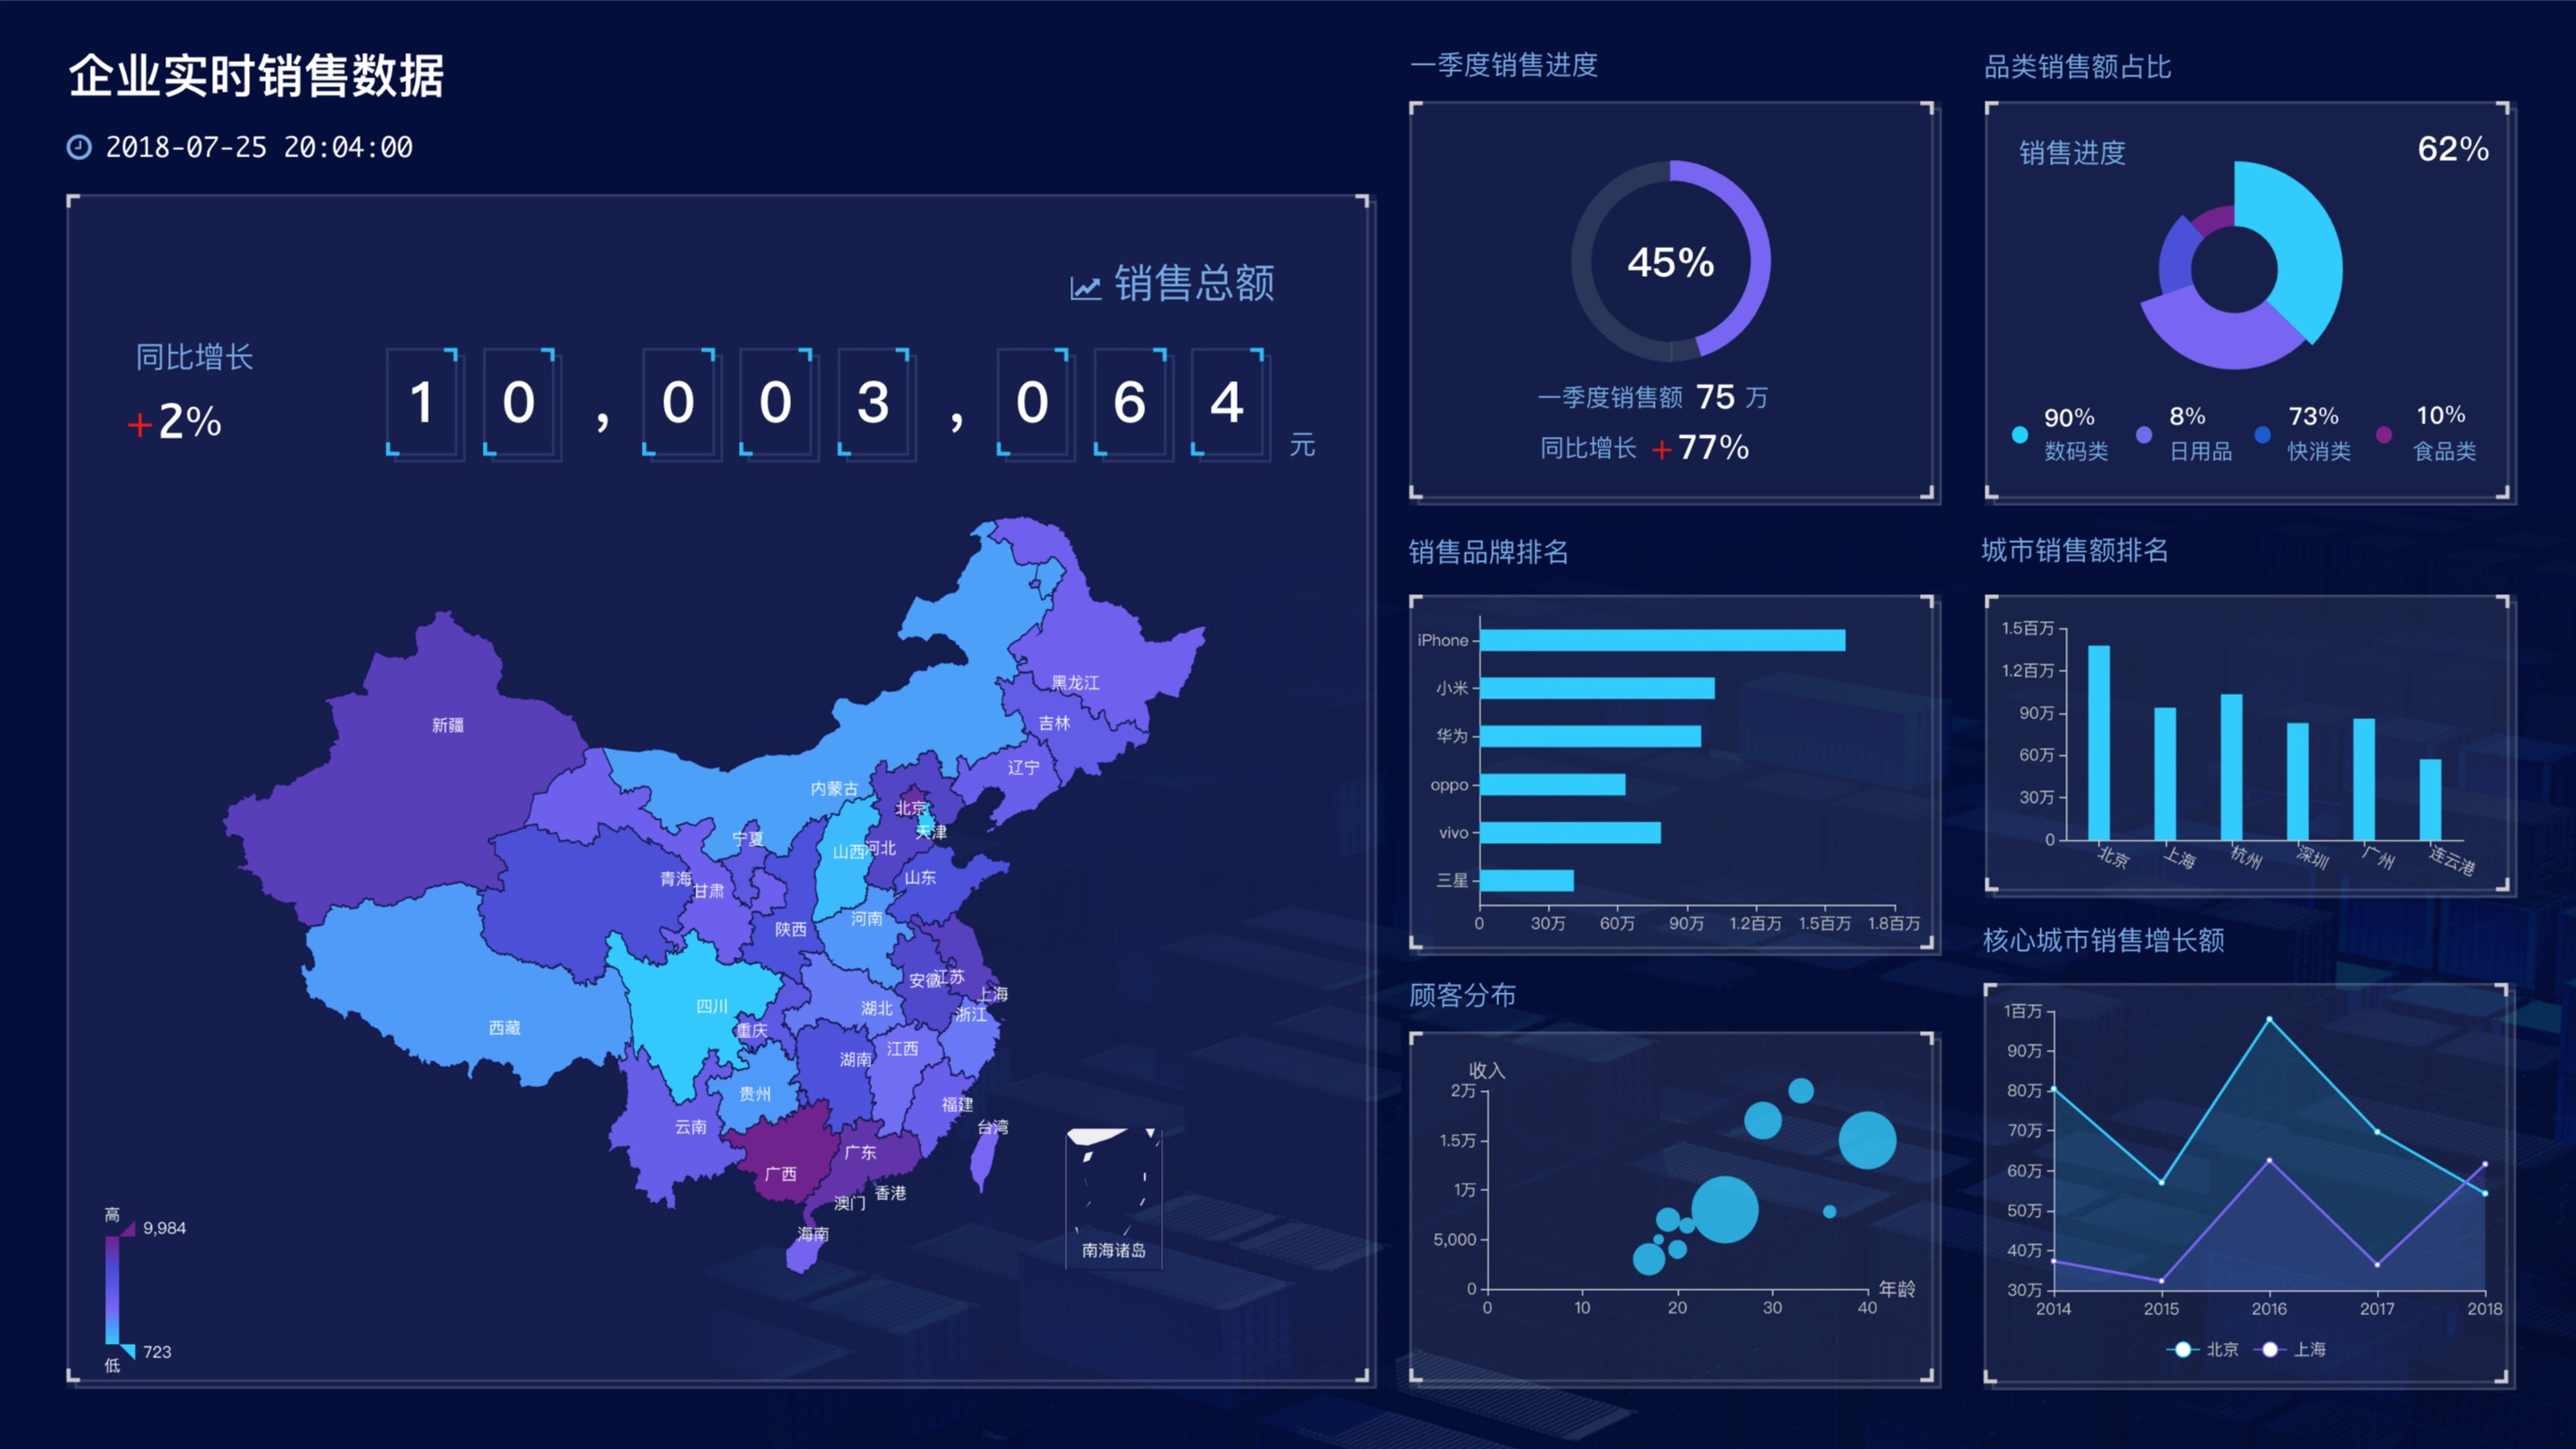 企业实时销售数据
2018-07-25 20:04:00
销售总额
同比增长
+2%
10,003,064 元
黑龙江
新疆
吉林
辽宁
内蒙古
北京
天津
宁夏
山西
河北
青海
甘肃
山东
河南
陕西
安徽
江苏
上海
四川
湖北
浙江
西藏
重庆
江西
湖南
贵州
福建
云南
台湾
广东
广西
香港
澳门
海南
南海诸岛
高
9,984
723
低
一季度销售进度
45%
一季度销售额 75 万
同比增长 +77%
品类销售额占比
销售进度
62%
90% 8% 73% 10%
数码类 日用品 快消类 食品类
销售品牌排名
iPhone
小米
华为
oppo
vivo
三星
0 30万 60万 90万 1.2百万 1.5百万 1.8百万
城市销售额排名
1.5百万
1.2百万
90万
60万
30万
0
北京 上海 杭州 深圳 广州 连云港
顾客分布
收入
2万
1.5万
1万
5,000
0
年龄
0 10 20 30 40
核心城市销售增长额
1百万
90万
80万
70万
60万
50万
40万
30万
2014 2015 2016 2017 2018
北京 上海